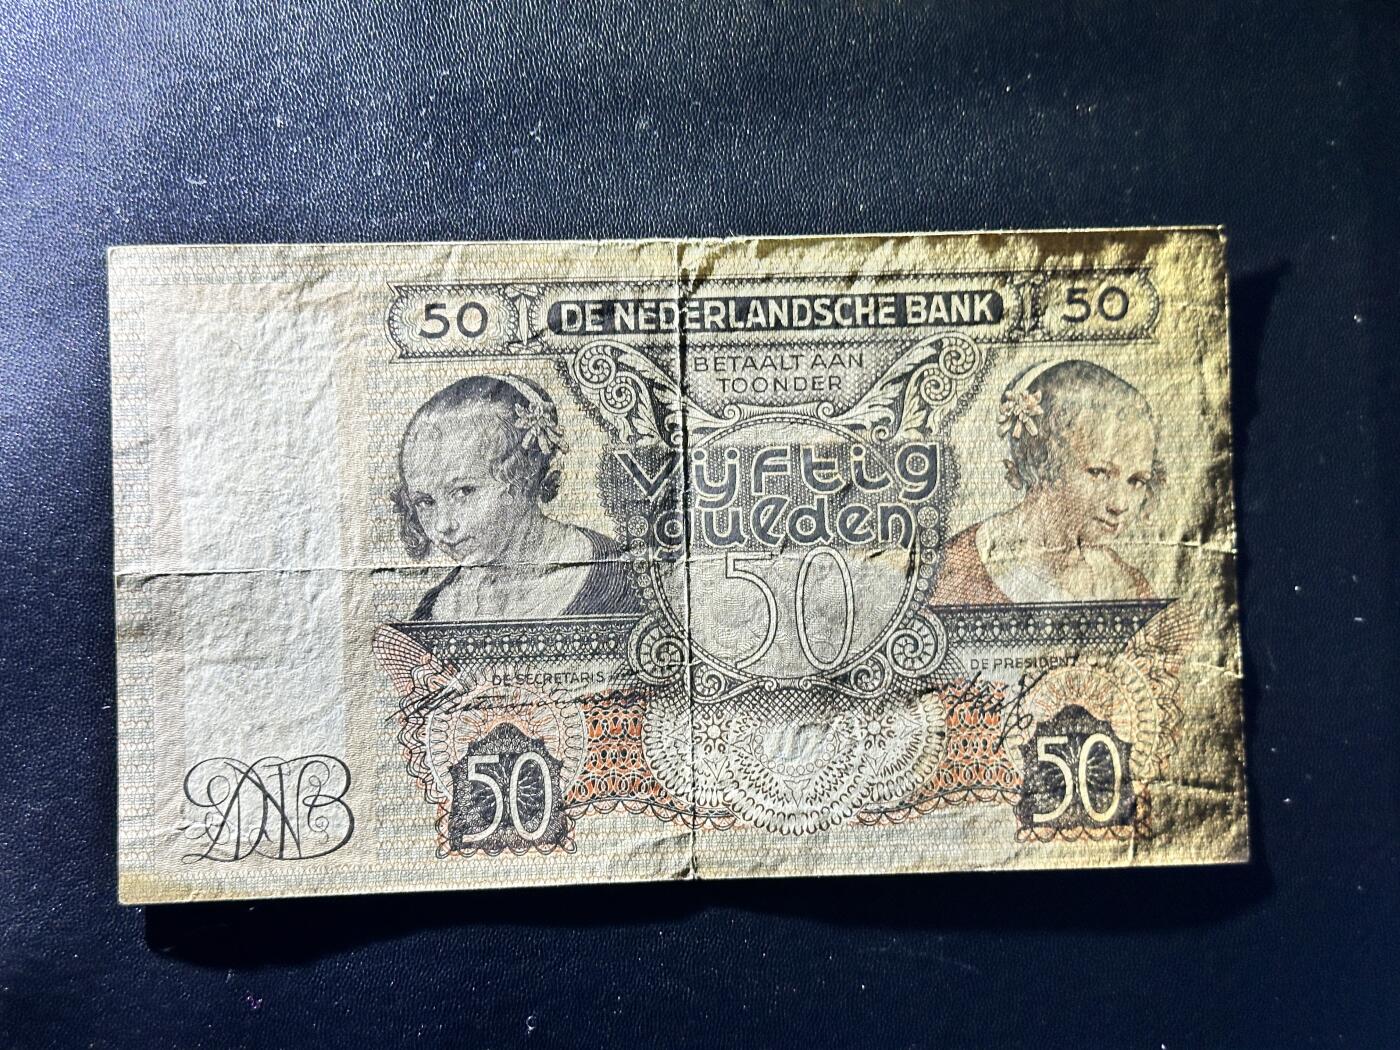 50 DE NEDERLANDSCHE BANK 50
BETAALT AAN
TOONDER
Vijftig
gulden
50
DE SECRETARIS
DE PRESIDENT
50 50
DNB